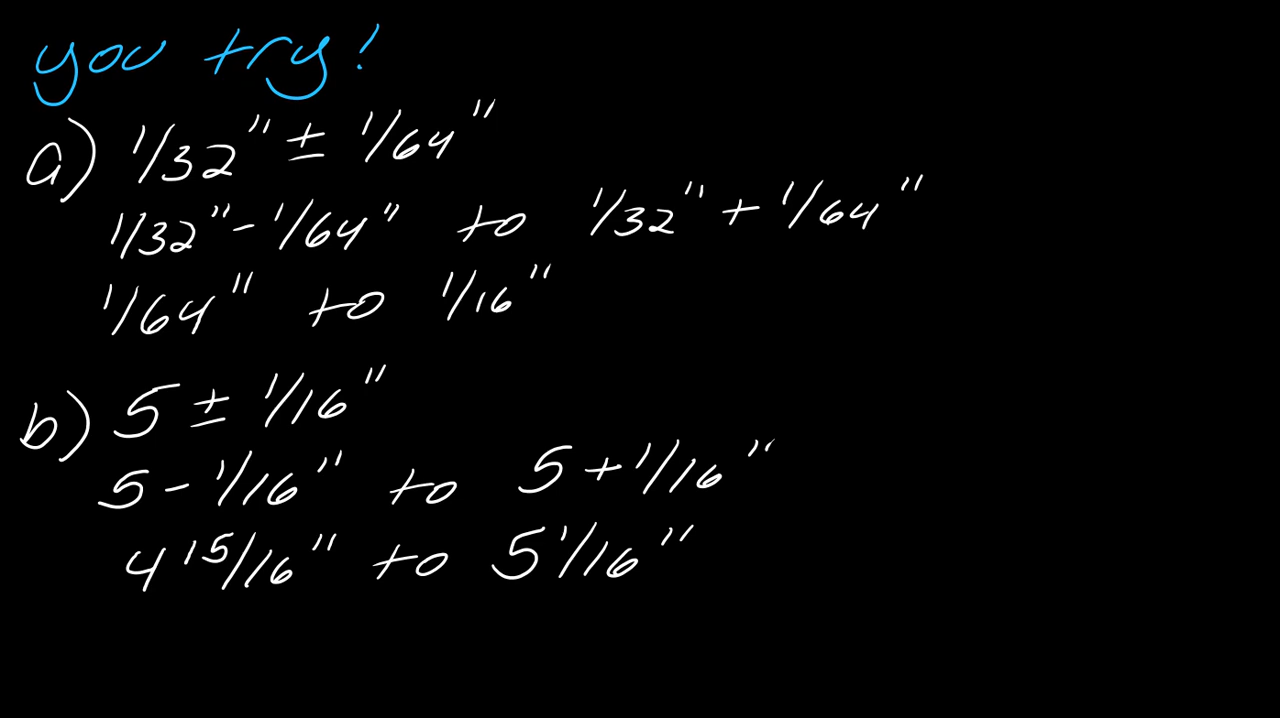 you try!
a) 1/32" ± 1/64"
1/32" - 1/64" to 1/32" + 1/64"
1/64" to 1/16"
b) 5 ± 1/16"
5 - 1/16" to 5 + 1/16"
4 15/16" to 5 1/16"